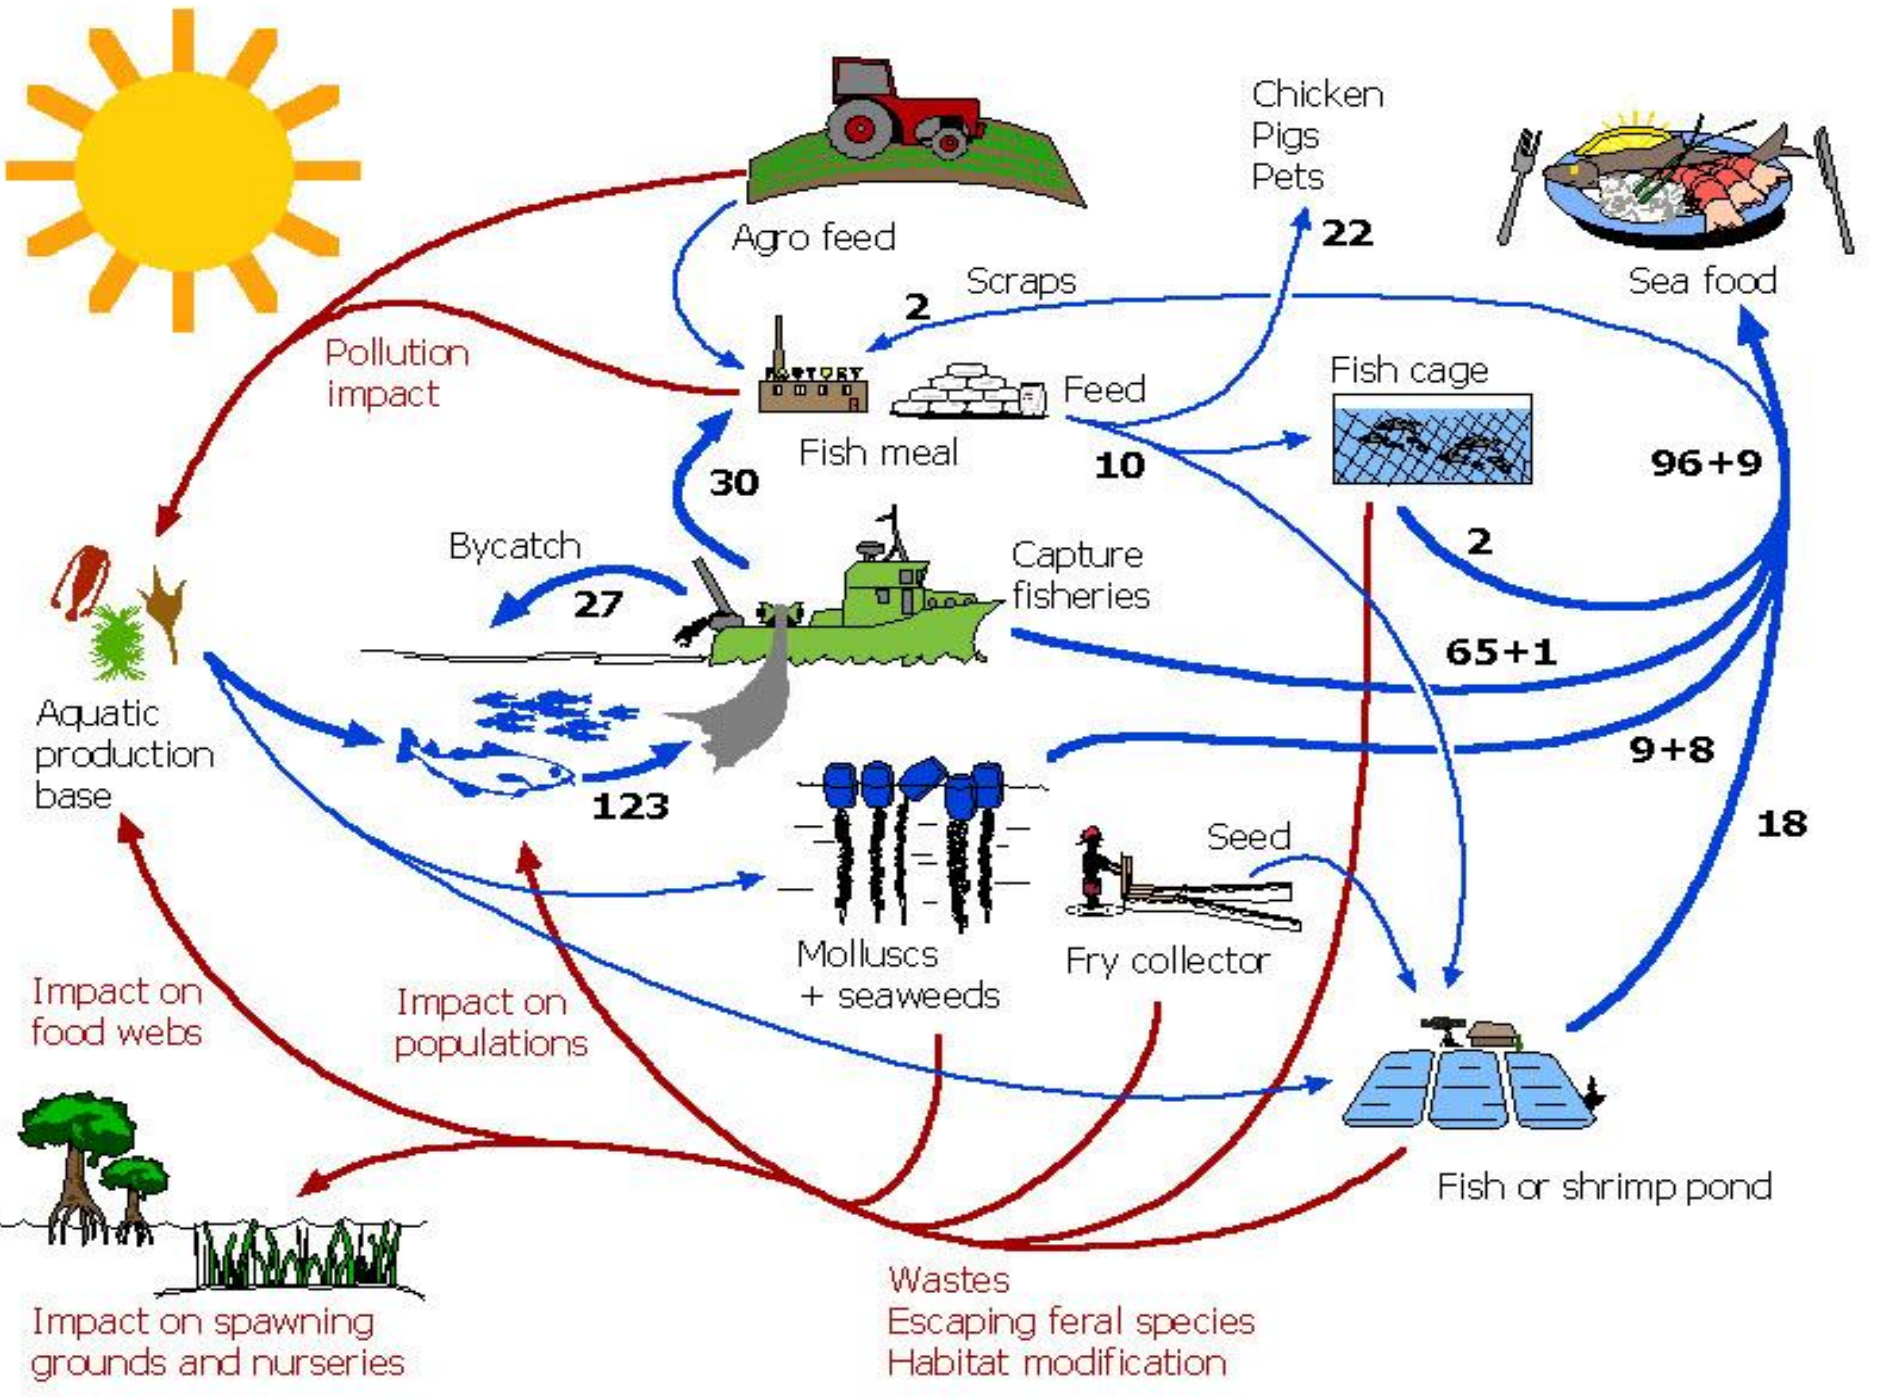 Chicken
Pigs
Pets
22
Agro feed
Scraps
2
Sea food
Pollution
impact
FACTORY
Feed
Fish cage
Fish meal
10
96+9
30
2
Bycatch
27
Capture
fisheries
65+1
Aquatic
production
base
123
9+8
18
Seed
Molluscs
+ seaweeds
Fry collector
Impact on
food webs
Impact on
populations
Fish or shrimp pond
Wastes
Escaping feral species
Habitat modification
Impact on spawning
grounds and nurseries